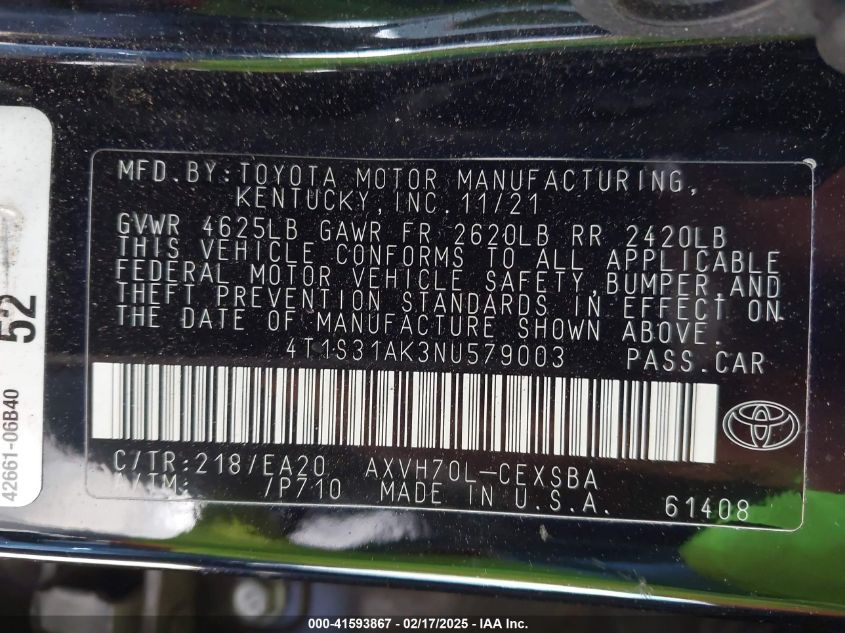 MFD.BY:TOYOTA MOTOR MANUFACTURING,
KENTUCKY,INC.11/21
GVWR 4625LB GAWR FR 2620LB RR 2420LB
THIS VEHICLE CONFORMS TO ALL APPLICABLE
FEDERAL MOTOR VEHICLE SAFETY,BUMPER,AND
THEFT PREVENTION STANDARDS IN EFFECT ON
THE DATE OF MANUFACTURE SHOWN ABOVE.
4T1S31AK3NU579003 PASS.CAR
C/TR:218/EA20 AXVH70L-CEXSBA
A/TM: /P710 MADE IN U.S.A. 61408
52
42661-06B40
000-41593867 - 02/17/2025 - IAA Inc.